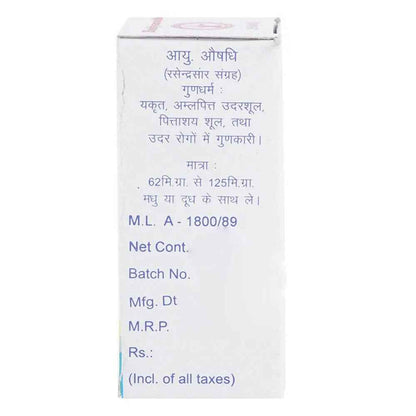 आयु. औषधि
(रसेन्द्रसार संग्रह)
गुणधर्म :
यकृत, अम्लपित्त उदरशूल,
पित्ताशय शूल, तथा
उदर रोगों में गुणकारी।
मात्रा :
62मि.ग्रा. से 125मि.ग्रा.
मधु या दूध के साथ ले।
M.L. A - 1800/89
Net Cont.
Batch No.
Mfg. Dt
M.R.P.
Rs.:
(Incl. of all taxes)